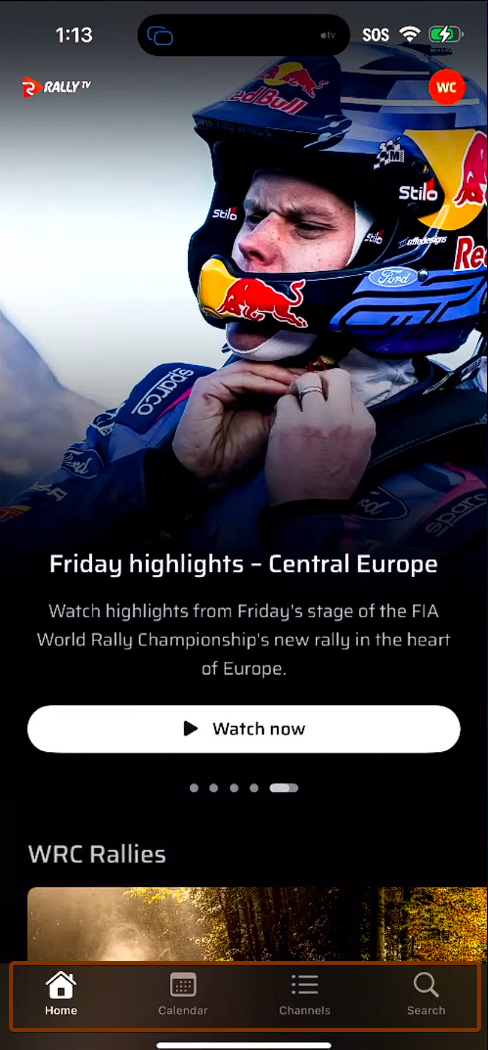 1:13
tv
SOS
RALLY TV
WC
Red Bull
Stilo
Stilo
Stilo
Ford
sparco
Ford
Friday highlights – Central Europe
Watch highlights from Friday's stage of the FIA
World Rally Championship's new rally in the heart
of Europe.
Watch now
WRC Rallies
Home
Calendar
Channels
Search